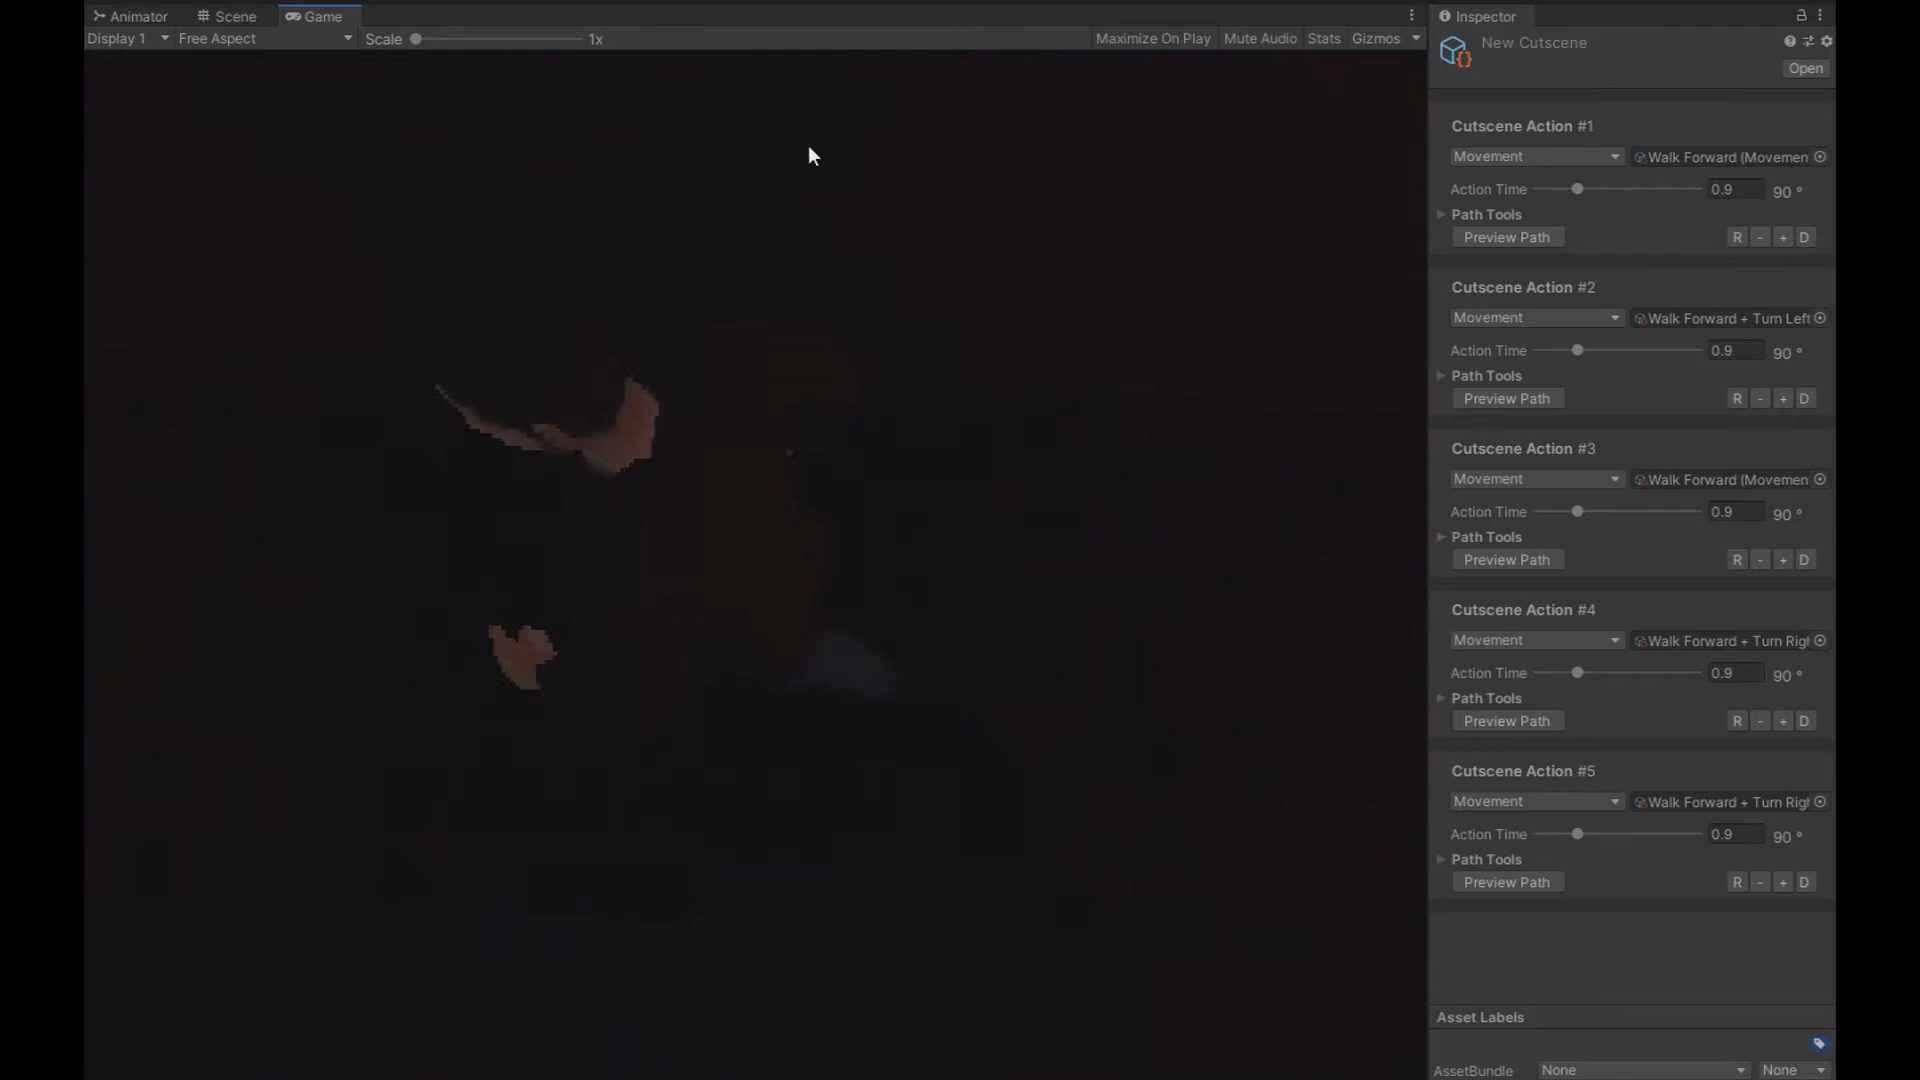 Animator Scene Game
Display 1 Free Aspect Scale 1x Maximize On Play Mute Audio Stats Gizmos
Inspector
New Cutscene
Open
Cutscene Action #1
Movement Walk Forward (Movemen
Action Time 0.9 90 °
Path Tools
Preview Path R - + D
Cutscene Action #2
Movement Walk Forward + Turn Left
Action Time 0.9 90 °
Path Tools
Preview Path R - + D
Cutscene Action #3
Movement Walk Forward (Movemen
Action Time 0.9 90 °
Path Tools
Preview Path R - + D
Cutscene Action #4
Movement Walk Forward + Turn Righ
Action Time 0.9 90 °
Path Tools
Preview Path R - + D
Cutscene Action #5
Movement Walk Forward + Turn Righ
Action Time 0.9 90 °
Path Tools
Preview Path R - + D
Asset Labels
AssetBundle None None